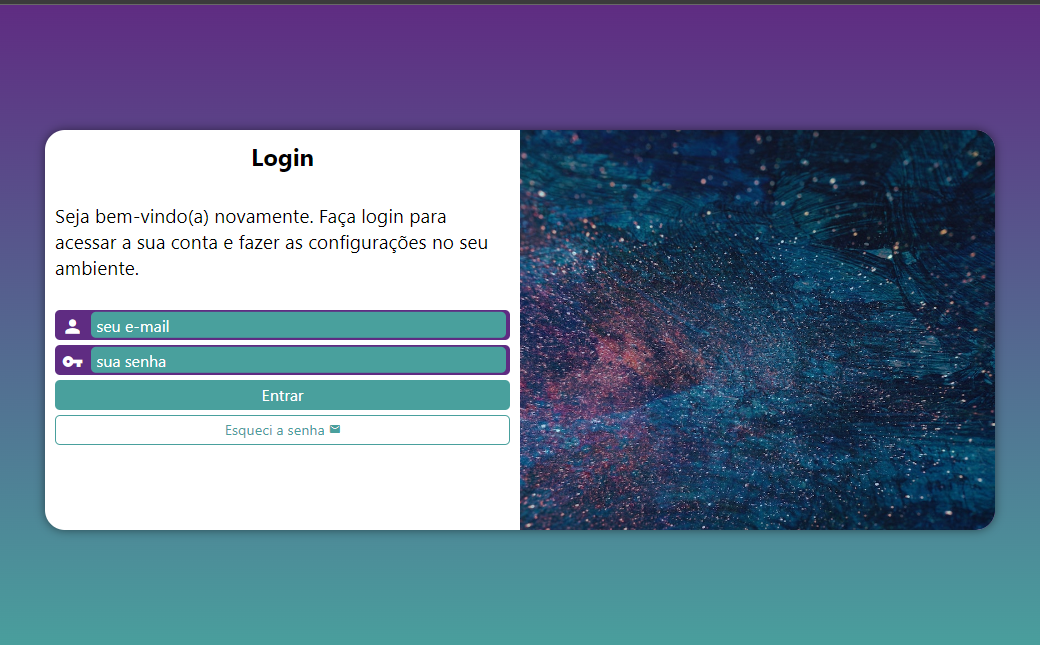 Login
Seja bem-vindo(a) novamente. Faça login para
acessar a sua conta e fazer as configurações no seu
ambiente.
seu e-mail
sua senha
Entrar
Esqueci a senha